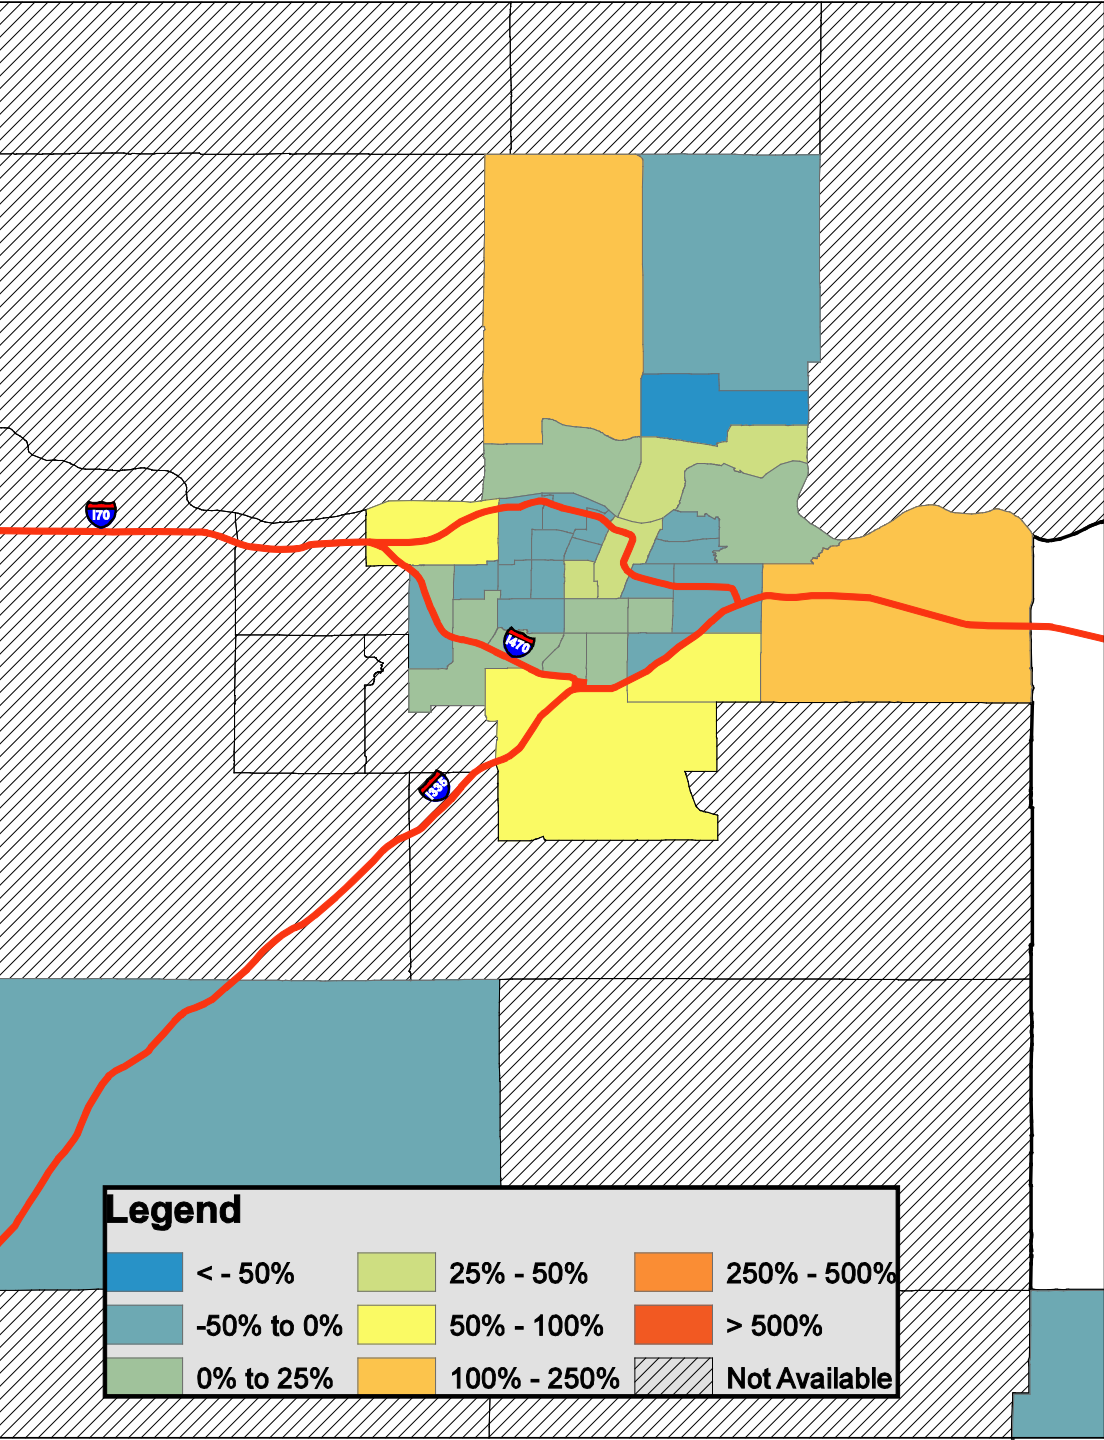 I70
I470
I335
Legend
< - 50%
25% - 50%
250% - 500%
-50% to 0%
50% - 100%
> 500%
0% to 25%
100% - 250%
Not Available